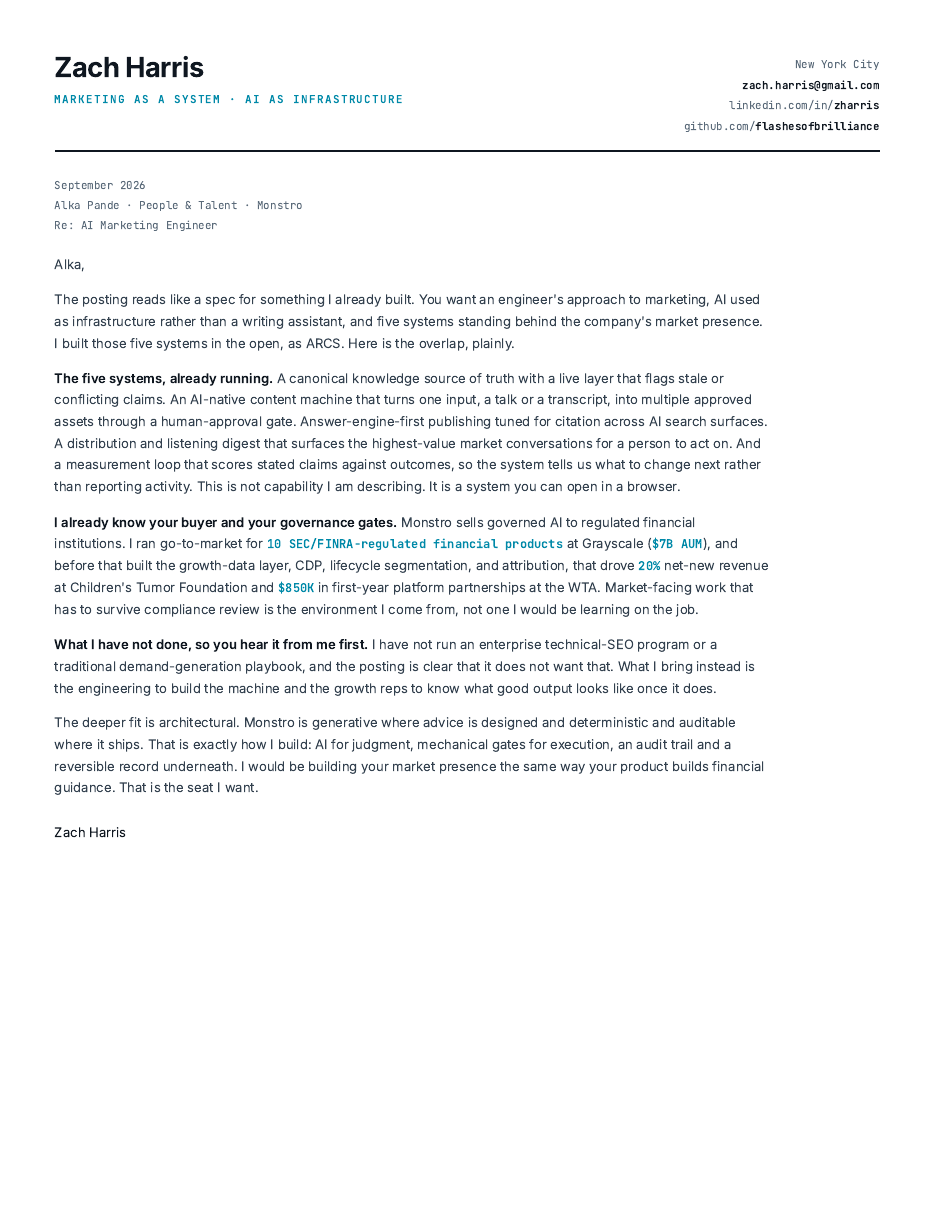 Zach Harris
MARKETING AS A SYSTEM · AI AS INFRASTRUCTURE
New York City
zach.harris@gmail.com
linkedin.com/in/zharris
github.com/flashesofbrilliance
September 2026
Alka Pande · People & Talent · Monstro
Re: AI Marketing Engineer
Alka,
The posting reads like a spec for something I already built. You want an engineer's approach to marketing, AI used
as infrastructure rather than a writing assistant, and five systems standing behind the company's market presence.
I built those five systems in the open, as ARCS. Here is the overlap, plainly.
The five systems, already running. A canonical knowledge source of truth with a live layer that flags stale or
conflicting claims. An AI-native content machine that turns one input, a talk or a transcript, into multiple approved
assets through a human-approval gate. Answer-engine-first publishing tuned for citation across AI search surfaces.
A distribution and listening digest that surfaces the highest-value market conversations for a person to act on. And
a measurement loop that scores stated claims against outcomes, so the system tells us what to change next rather
than reporting activity. This is not capability I am describing. It is a system you can open in a browser.
I already know your buyer and your governance gates. Monstro sells governed AI to regulated financial
institutions. I ran go-to-market for 10 SEC/FINRA-regulated financial products at Grayscale ($7B AUM), and
before that built the growth-data layer, CDP, lifecycle segmentation, and attribution, that drove 20% net-new revenue
at Children's Tumor Foundation and $850K in first-year platform partnerships at the WTA. Market-facing work that
has to survive compliance review is the environment I come from, not one I would be learning on the job.
What I have not done, so you hear it from me first. I have not run an enterprise technical-SEO program or a
traditional demand-generation playbook, and the posting is clear that it does not want that. What I bring instead is
the engineering to build the machine and the growth reps to know what good output looks like once it does.
The deeper fit is architectural. Monstro is generative where advice is designed and deterministic and auditable
where it ships. That is exactly how I build: AI for judgment, mechanical gates for execution, an audit trail and a
reversible record underneath. I would be building your market presence the same way your product builds financial
guidance. That is the seat I want.
Zach Harris